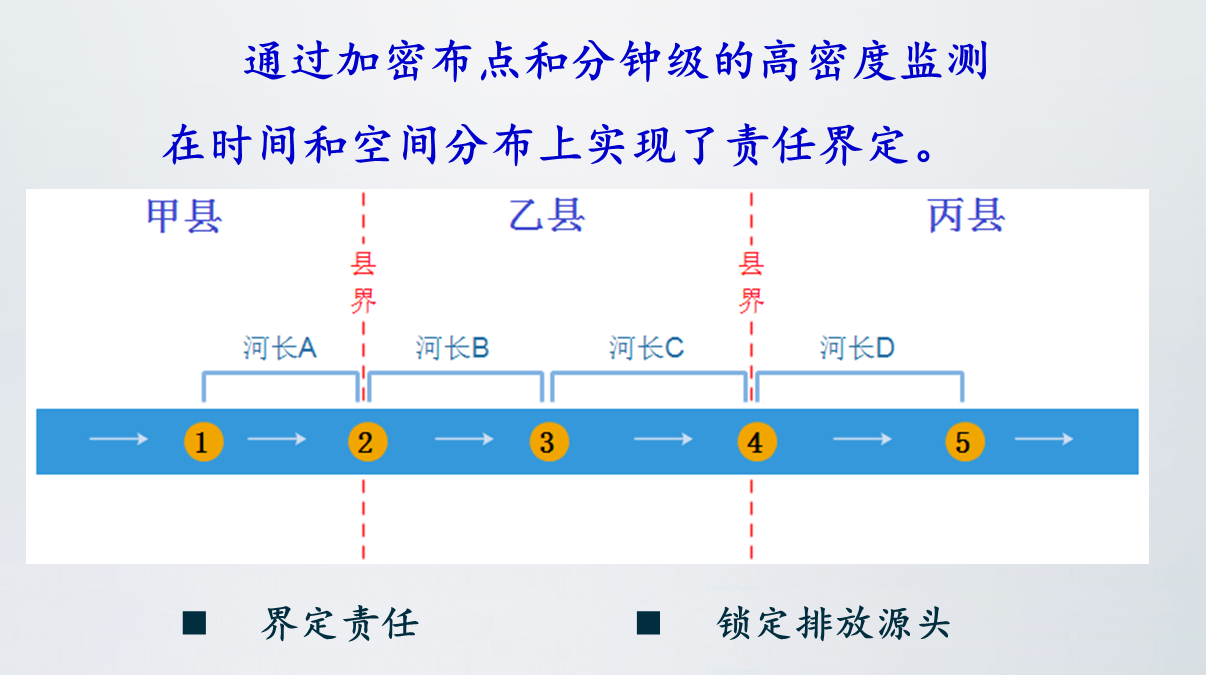 通过加密布点和分钟级的高密度监测
在时间和空间分布上实现了责任界定。
甲县
乙县
丙县
县界
县界
河长A
河长B
河长C
河长D
1
2
3
4
5
■ 界定责任
■ 锁定排放源头